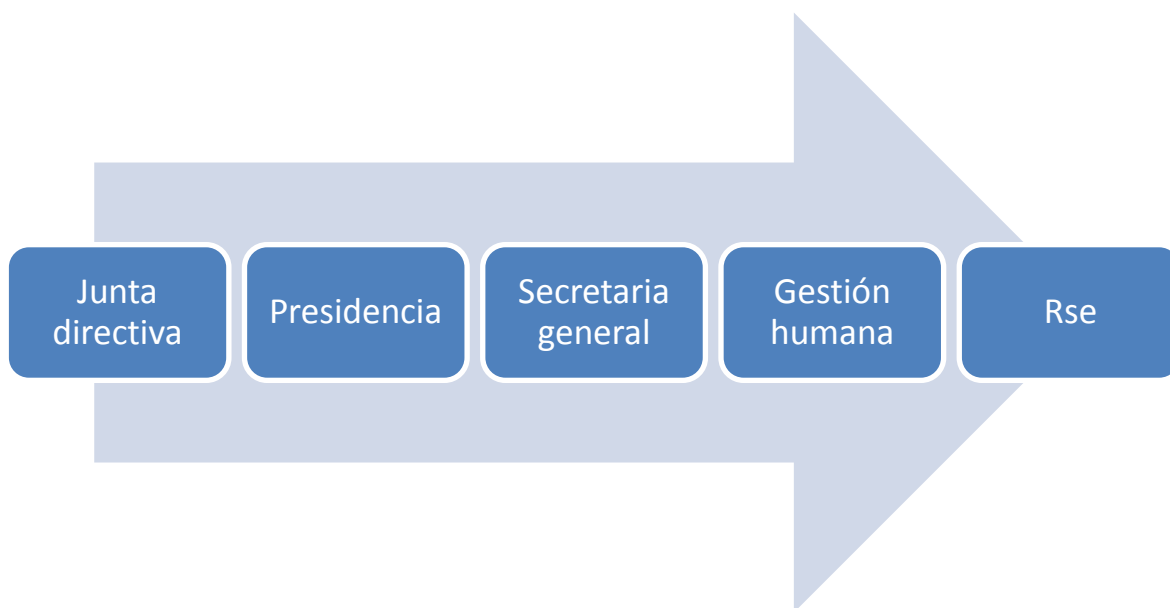 Junta
directiva
Presidencia
Secretaria
general
Gestión
humana
Rse